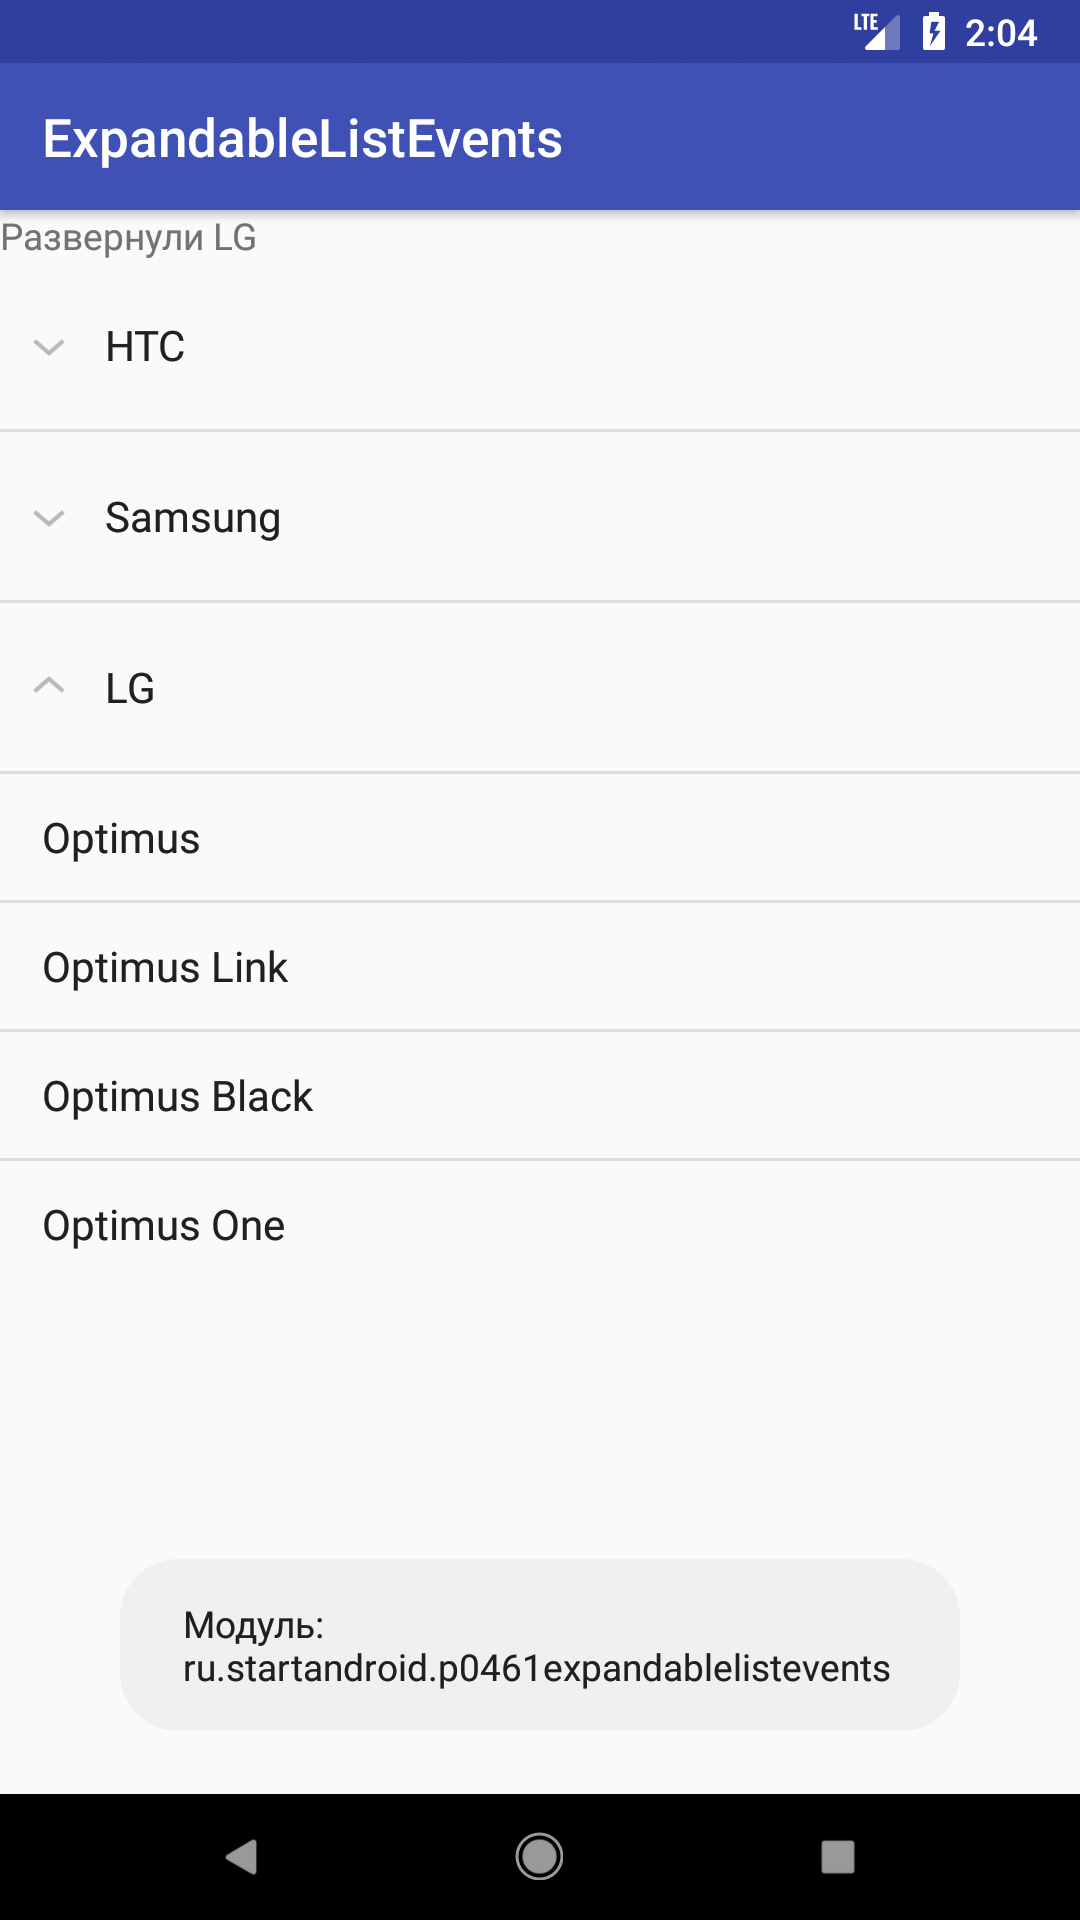 LTE 2:04
ExpandableListEvents
Развернули LG
HTC
Samsung
LG
Optimus
Optimus Link
Optimus Black
Optimus One
Модуль:
ru.startandroid.p0461expandablelistevents